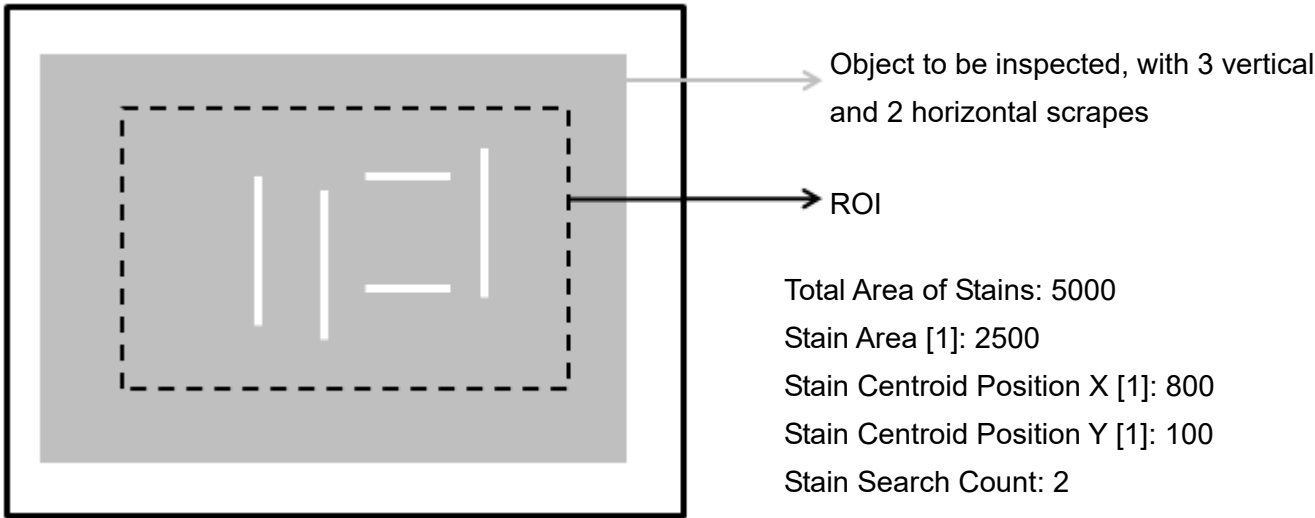 Object to be inspected, with 3 vertical
and 2 horizontal scrapes
ROI
Total Area of Stains: 5000
Stain Area [1]: 2500
Stain Centroid Position X [1]: 800
Stain Centroid Position Y [1]: 100
Stain Search Count: 2